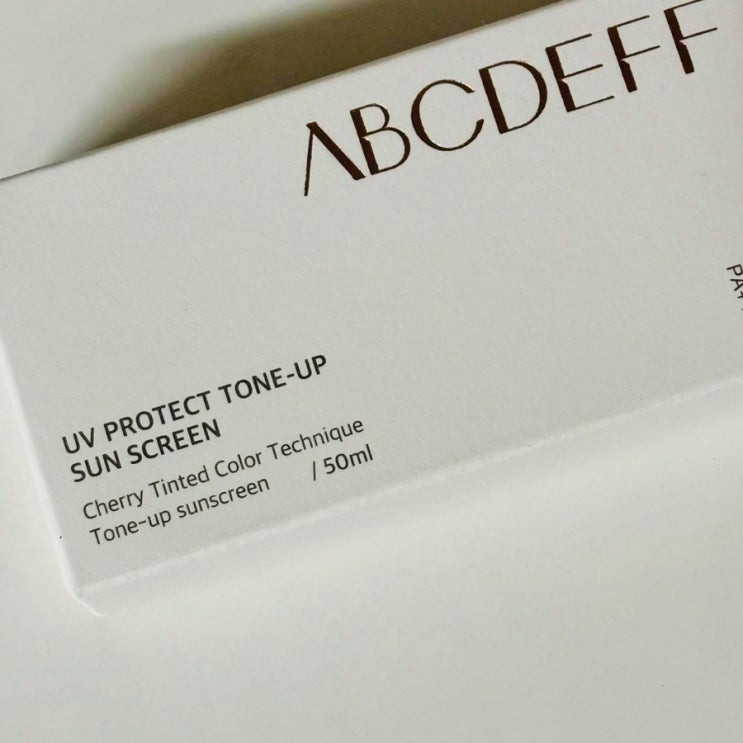 ABCDEFF
UV PROTECT TONE-UP
SUN SCREEN
Cherry Tinted Color Technique
Tone-up sunscreen / 50ml